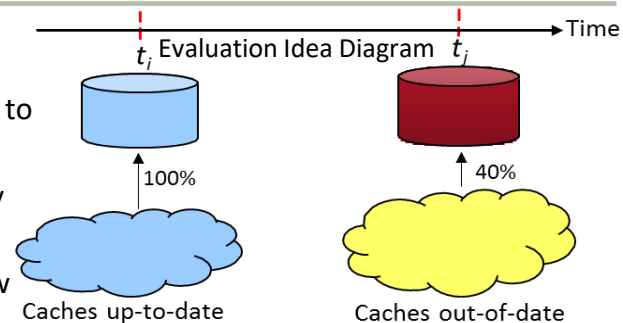 Time
t_i Evaluation Idea Diagram t_j
to
100%
40%
y
w
Caches up-to-date
Caches out-of-date